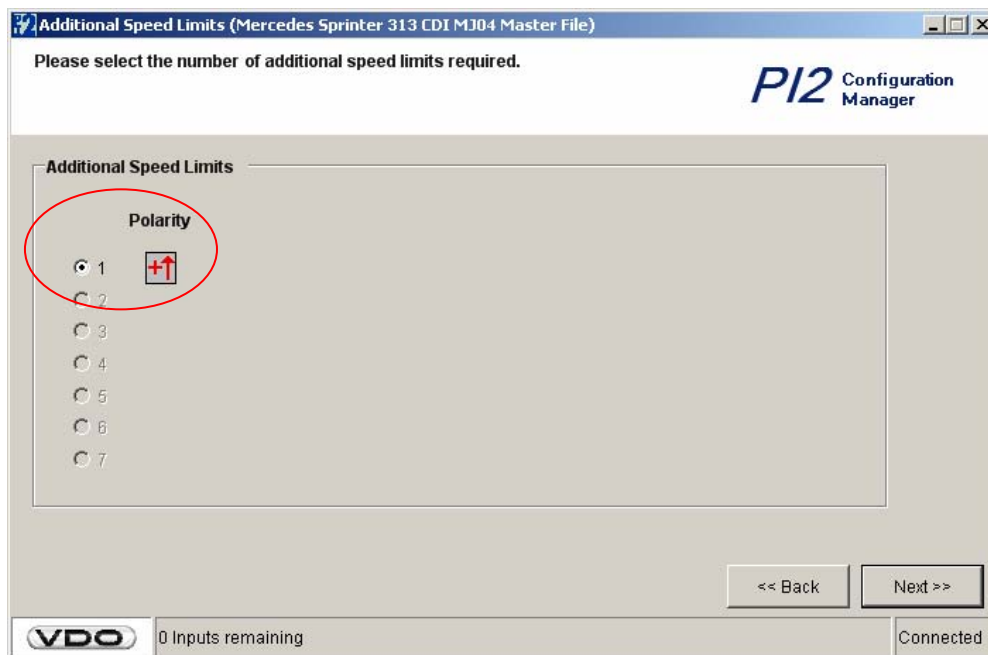 Additional Speed Limits (Mercedes Sprinter 313 CDI MJ04 Master File)
Please select the number of additional speed limits required.
PI2 Configuration
Manager
Additional Speed Limits
Polarity
1
2
3
4
5
6
7
<< Back
Next >>
VDO
0 Inputs remaining
Connected